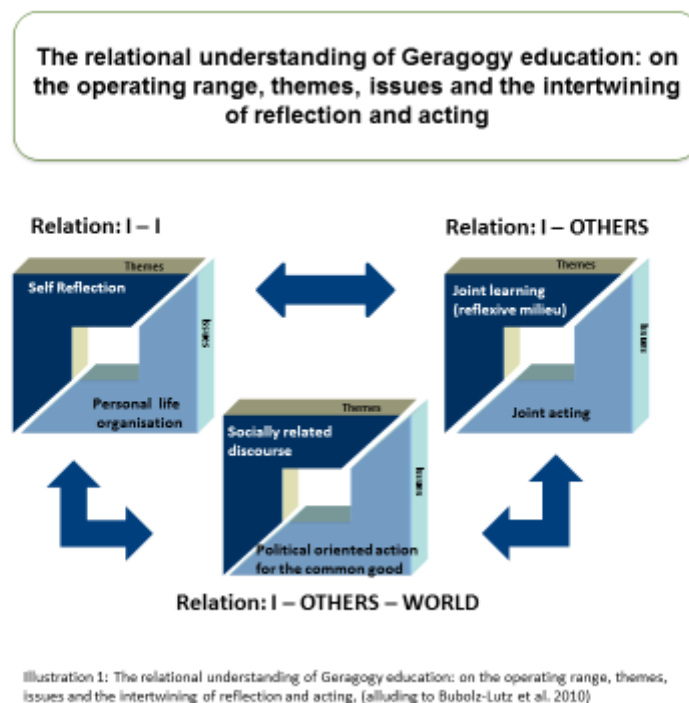 The relational understanding of Geragogy education: on
the operating range, themes, issues and the intertwining
of reflection and acting
Relation: I – I
Relation: I – OTHERS
Themes
Self Reflection
Issues
Personal life
organisation
Themes
Joint learning
(reflexive milieu)
Issues
Joint acting
Themes
Socially related
discourse
Issues
Political oriented action
for the common good
Relation: I – OTHERS – WORLD
Illustration 1: The relational understanding of Geragogy education: on the operating range, themes,
issues and the intertwining of reflection and acting, (alluding to Bubolz-Lutz et al. 2010)